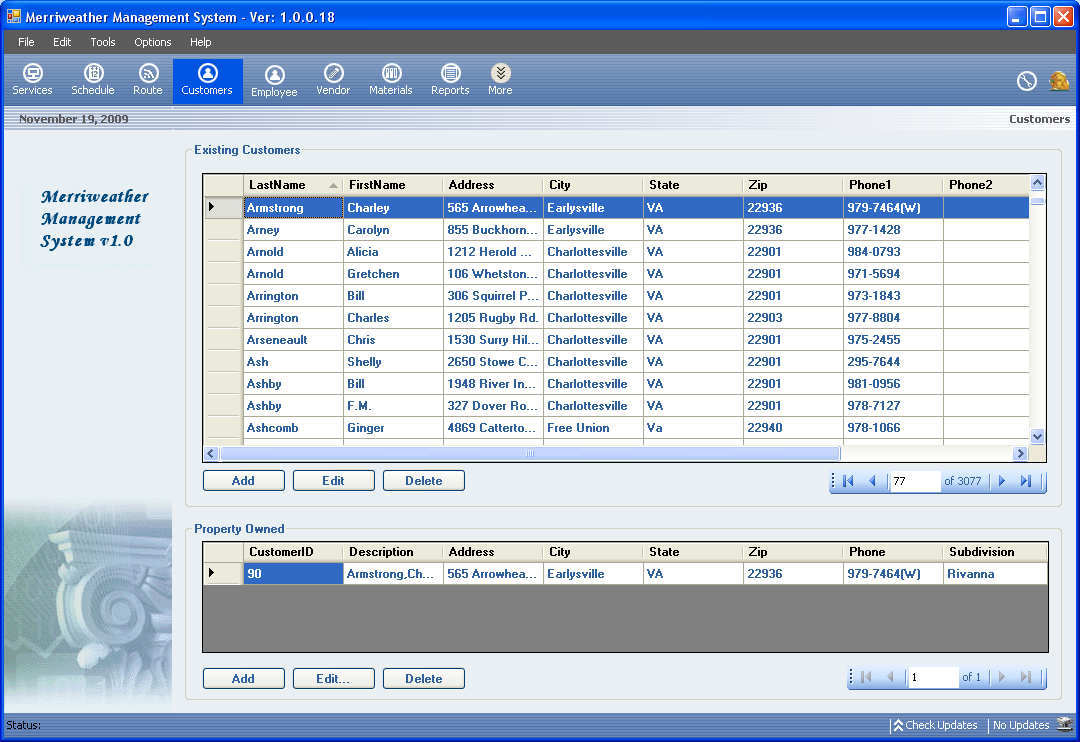 Merriweather Management System - Ver: 1.0.0.18
File Edit Tools Options Help
Services Schedule Route Customers Employee Vendor Materials Reports More
November 19, 2009 Customers
Merriweather
Management
System v1.0
Existing Customers
LastName FirstName Address City State Zip Phone1 Phone2
Armstrong Charley 565 Arrowhea... Earlysville VA 22936 979-7464(W)
Arney Carolyn 855 Buckhorn... Earlysville VA 22936 977-1428
Arnold Alicia 1212 Herold ... Charlottesville VA 22901 984-0793
Arnold Gretchen 106 Whetston... Charlottesville VA 22901 971-5694
Arrington Bill 306 Squirrel P... Charlottesville VA 22901 973-1843
Arrington Charles 1205 Rugby Rd. Charlottesville VA 22903 977-8804
Arseneault Chris 1530 Surry Hil... Charlottesville VA 22901 975-2455
Ash Shelly 2650 Stowe C... Charlottesville VA 22901 295-7644
Ashby Bill 1948 River In... Charlottesville VA 22901 981-0956
Ashby F.M. 327 Dover Ro... Charlottesville VA 22901 978-7127
Ashcomb Ginger 4869 Catterto... Free Union Va 22940 978-1066
Add Edit Delete 77 of 3077
Property Owned
CustomerID Description Address City State Zip Phone Subdivision
90 Armstrong,Ch... 565 Arrowhea... Earlysville VA 22936 979-7464(W) Rivanna
Add Edit... Delete 1 of 1
Status: Check Updates No Updates